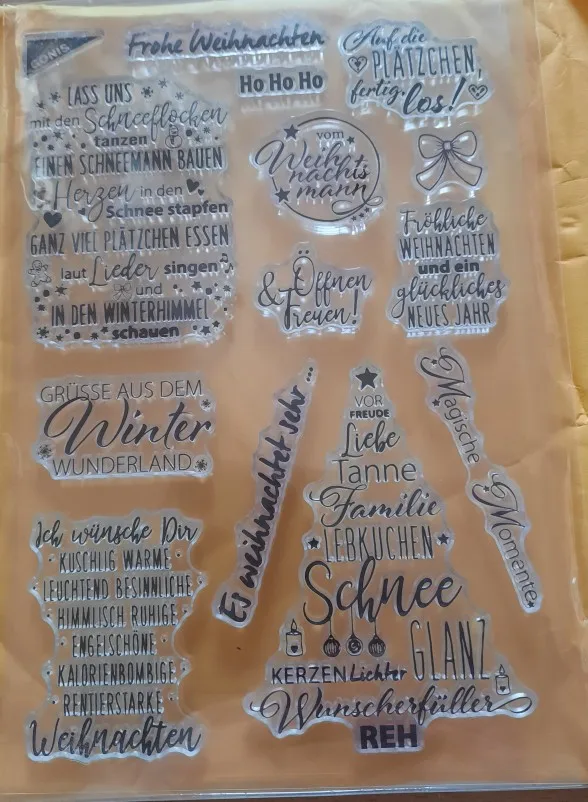 GONIS
Frohe Weihnachten
Ho Ho Ho
Auf die
PLÄTZCHEN,
fertig,
los!
LASS UNS
mit den Schneeflocken
tanzen
EINEN SCHNEEMANN BAUEN
Herzen in den
Schnee stapfen
GANZ VIEL PLÄTZCHEN ESSEN
laut Lieder singen
und
IN DEN WINTERHIMMEL
schauen
vom
Weih
nachts
mann
& Öffnen
Freuen!
Fröhliche
WEIHNACHTEN
und ein
glückliches
NEUES JAHR
GRÜSSE AUS DEM
Winter
WUNDERLAND
Es weihnachtet sehr ...
Magische
Momente
Ich wünsche Dir
KUSCHLIG WARME
LEUCHTEND BESINNLICHE
HIMMLISCH RUHIGE
ENGELSCHÖNE
KALORIENBOMBIGE
RENTIERSTARKE
Weihnachten
VOR
FREUDE
Liebe
Tanne
Familie
LEBKUCHEN
Schnee
GLANZ
KERZEN Lichter
Wunscherfüller
REH